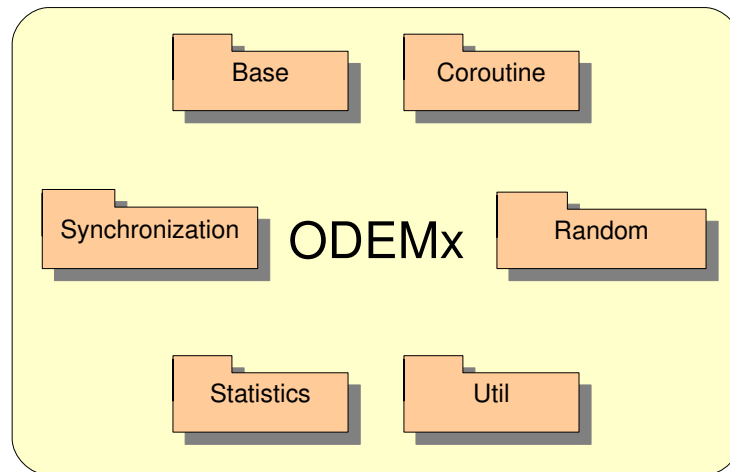 Base
Coroutine
Synchronization
ODEMx
Random
Statistics
Util